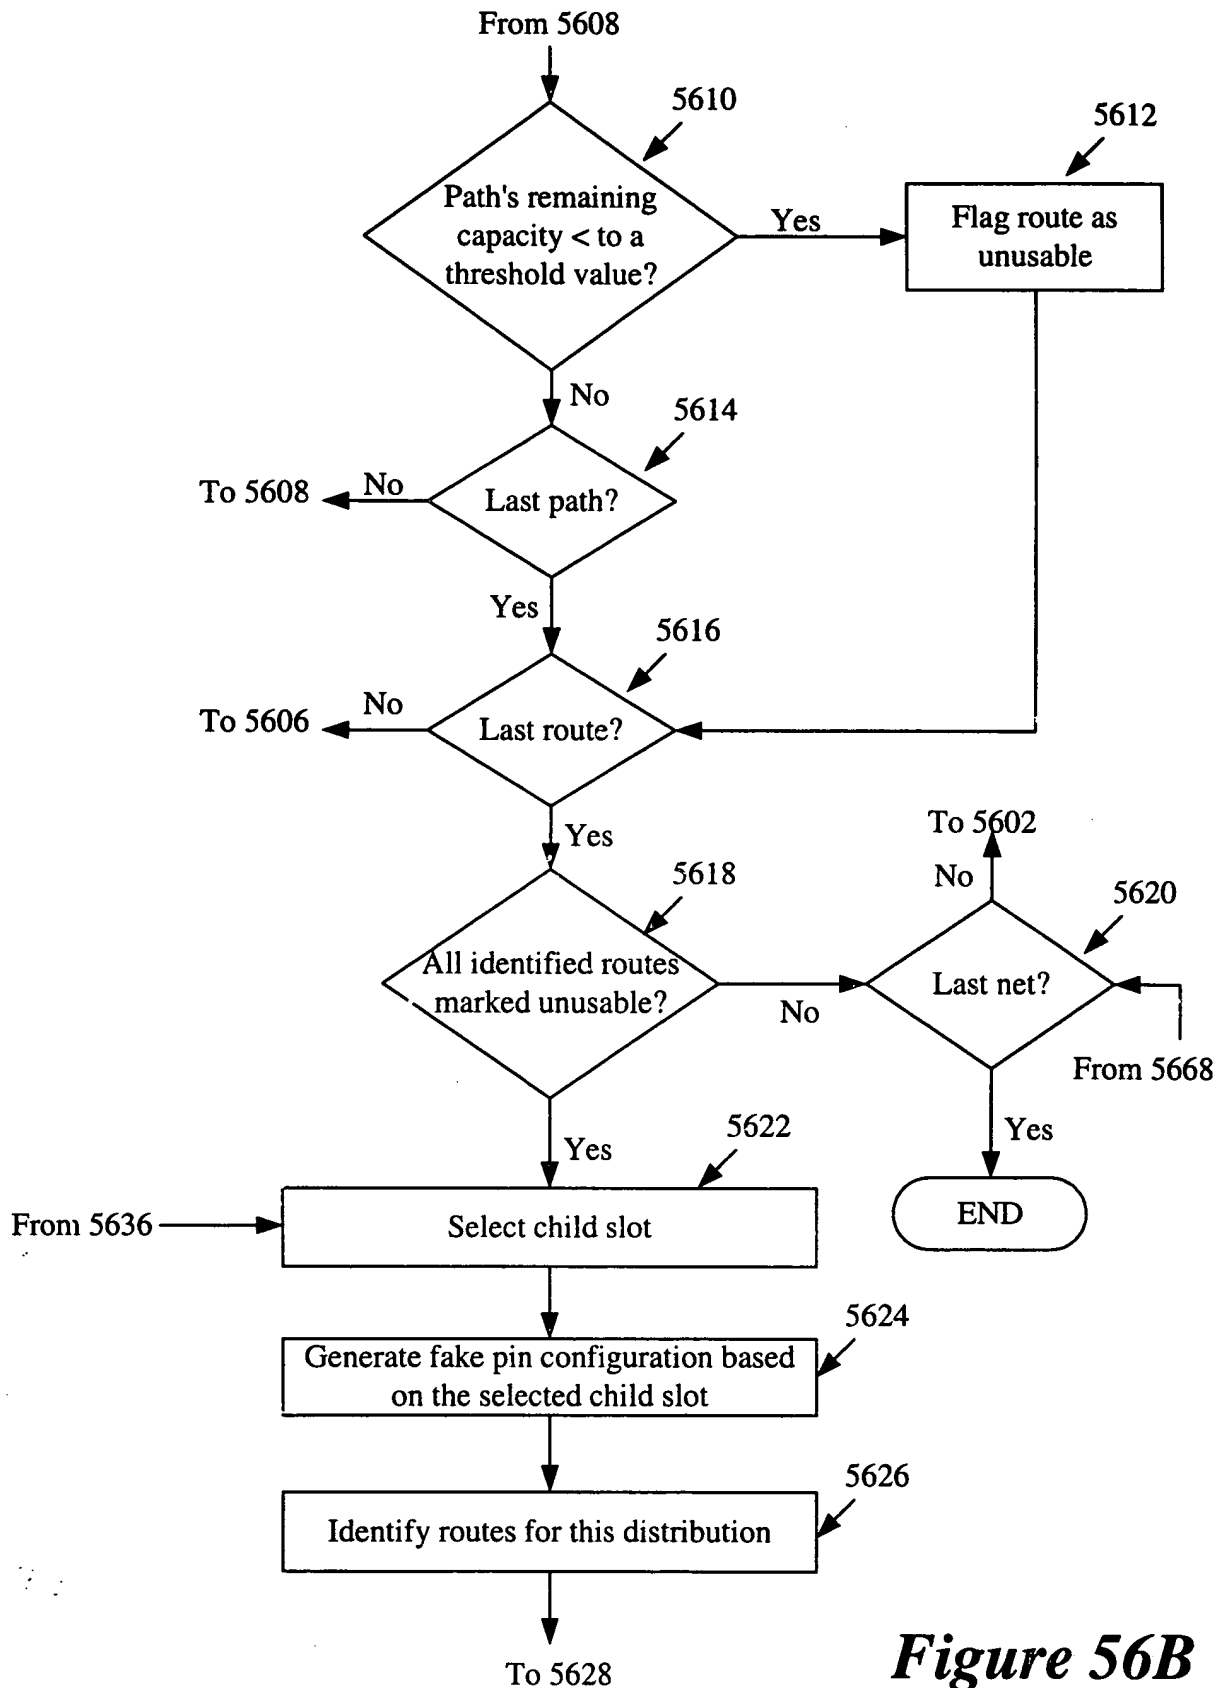 From 5608
5610
5612
Path's remaining
capacity < to a
threshold value?
Yes
Flag route as
unusable
No
5614
To 5608
No
Last path?
Yes
5616
To 5606
No
Last route?
Yes
To 5602
No
5618
5620
All identified routes
marked unusable?
No
Last net?
From 5668
Yes
Yes
5622
From 5636
Select child slot
END
5624
Generate fake pin configuration based
on the selected child slot
5626
Identify routes for this distribution
To 5628
Figure 56B